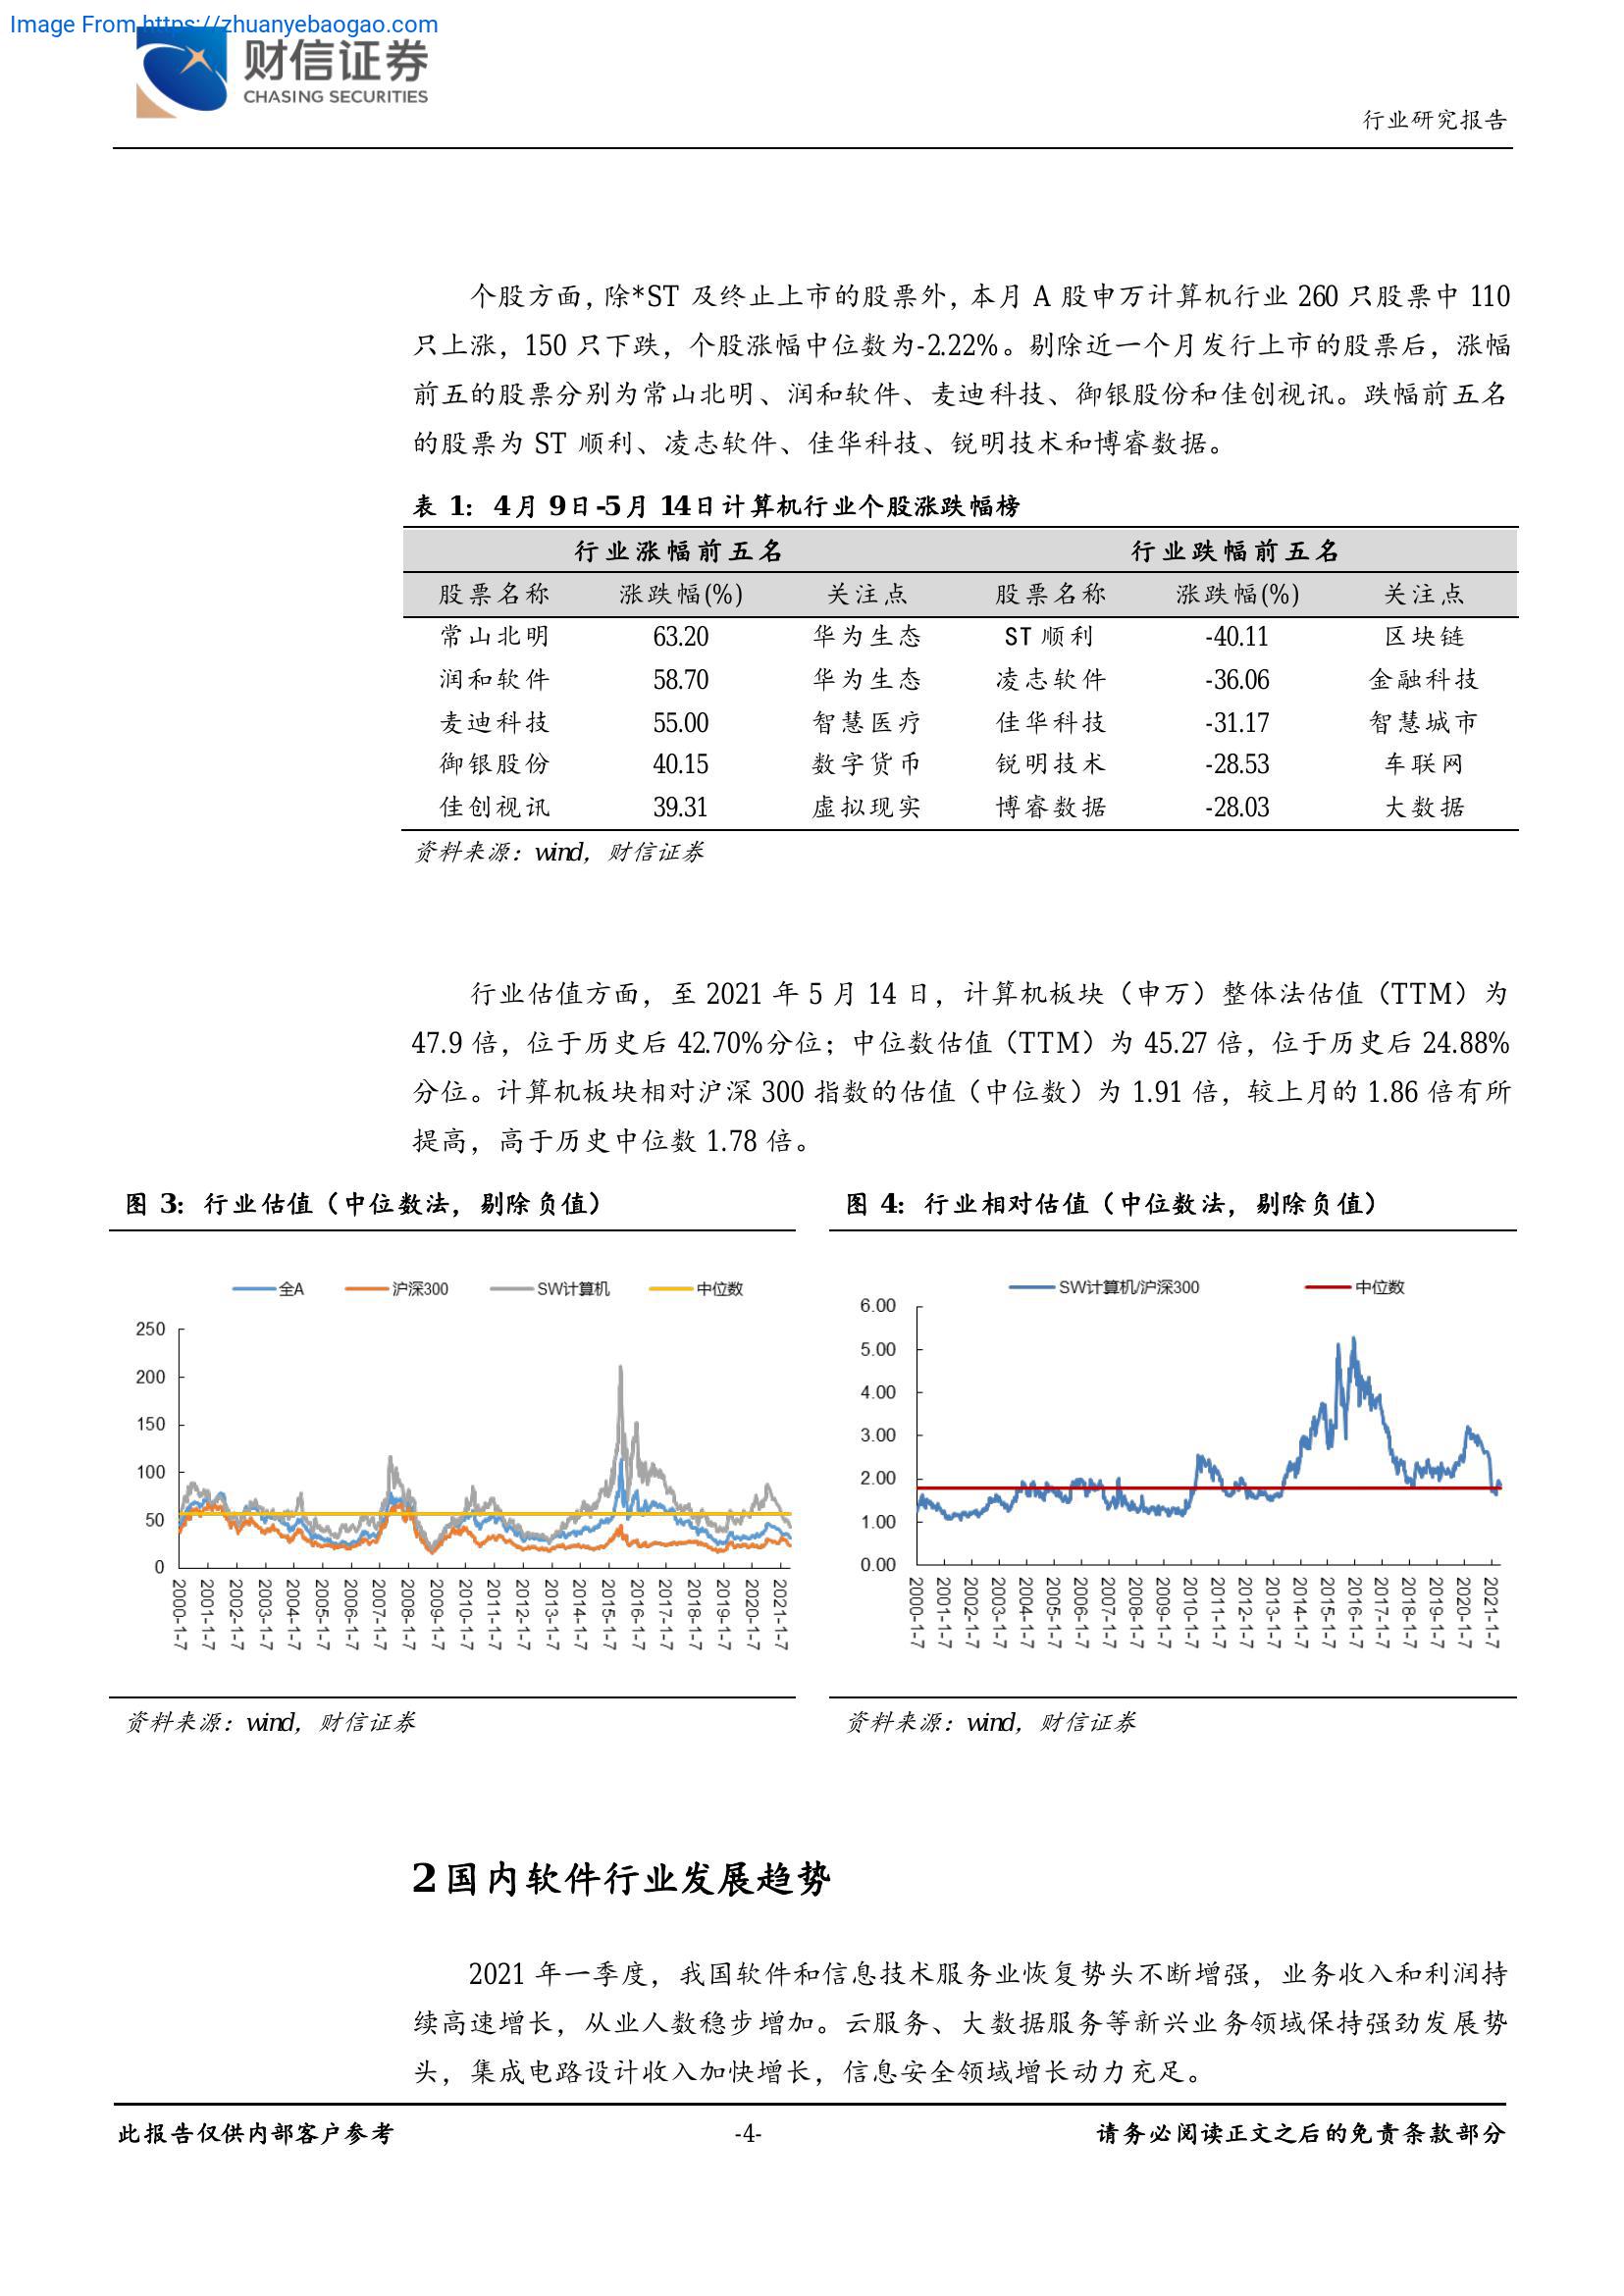 Image From https://zhuanyebaogao.com
财信证券
CHASING SECURITIES
行业研究报告
个股方面，除*ST 及终止上市的股票外，本月 A 股申万计算机行业 260 只股票中 110
只上涨，150 只下跌，个股涨幅中位数为-2.22%。剔除近一个月发行上市的股票后，涨幅
前五的股票分别为常山北明、润和软件、麦迪科技、御银股份和佳创视讯。跌幅前五名
的股票为 ST 顺利、凌志软件、佳华科技、锐明技术和博睿数据。
表 1：4月 9日-5月 14日计算机行业个股涨跌幅榜
行业涨幅前五名 行业跌幅前五名
股票名称 涨跌幅(%) 关注点 股票名称 涨跌幅(%) 关注点
常山北明 63.20 华为生态 ST 顺利 -40.11 区块链
润和软件 58.70 华为生态 凌志软件 -36.06 金融科技
麦迪科技 55.00 智慧医疗 佳华科技 -31.17 智慧城市
御银股份 40.15 数字货币 锐明技术 -28.53 车联网
佳创视讯 39.31 虚拟现实 博睿数据 -28.03 大数据
资料来源：wind，财信证券
行业估值方面，至 2021 年 5 月 14 日，计算机板块（申万）整体法估值（TTM）为
47.9 倍，位于历史后 42.70%分位；中位数估值（TTM）为 45.27 倍，位于历史后 24.88%
分位。计算机板块相对沪深 300 指数的估值（中位数）为 1.91 倍，较上月的 1.86 倍有所
提高，高于历史中位数 1.78 倍。
图 3：行业估值（中位数法，剔除负值）
全A 沪深300 SW计算机 中位数
250
200
150
100
50
0
2000-1-7 2001-1-7 2002-1-7 2003-1-7 2004-1-7 2005-1-7 2006-1-7 2007-1-7 2008-1-7 2009-1-7 2010-1-7 2011-1-7 2012-1-7 2013-1-7 2014-1-7 2015-1-7 2016-1-7 2017-1-7 2018-1-7 2019-1-7 2020-1-7 2021-1-7
资料来源：wind，财信证券
图 4：行业相对估值（中位数法，剔除负值）
SW计算机/沪深300 中位数
6.00
5.00
4.00
3.00
2.00
1.00
0.00
2000-1-7 2001-1-7 2002-1-7 2003-1-7 2004-1-7 2005-1-7 2006-1-7 2007-1-7 2008-1-7 2009-1-7 2010-1-7 2011-1-7 2012-1-7 2013-1-7 2014-1-7 2015-1-7 2016-1-7 2017-1-7 2018-1-7 2019-1-7 2020-1-7 2021-1-7
资料来源：wind，财信证券
2 国内软件行业发展趋势
2021 年一季度，我国软件和信息技术服务业恢复势头不断增强，业务收入和利润持
续高速增长，从业人数稳步增加。云服务、大数据服务等新兴业务领域保持强劲发展势
头，集成电路设计收入加快增长，信息安全领域增长动力充足。
此报告仅供内部客户参考 -4- 请务必阅读正文之后的免责条款部分